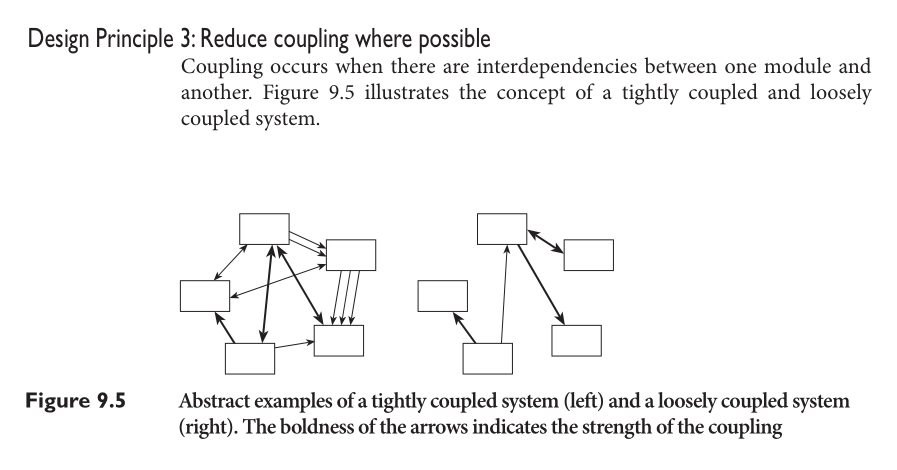 Design Principle 3: Reduce coupling where possible
Coupling occurs when there are interdependencies between one module and
another. Figure 9.5 illustrates the concept of a tightly coupled and loosely
coupled system.
Figure 9.5 Abstract examples of a tightly coupled system (left) and a loosely coupled system
(right). The boldness of the arrows indicates the strength of the coupling